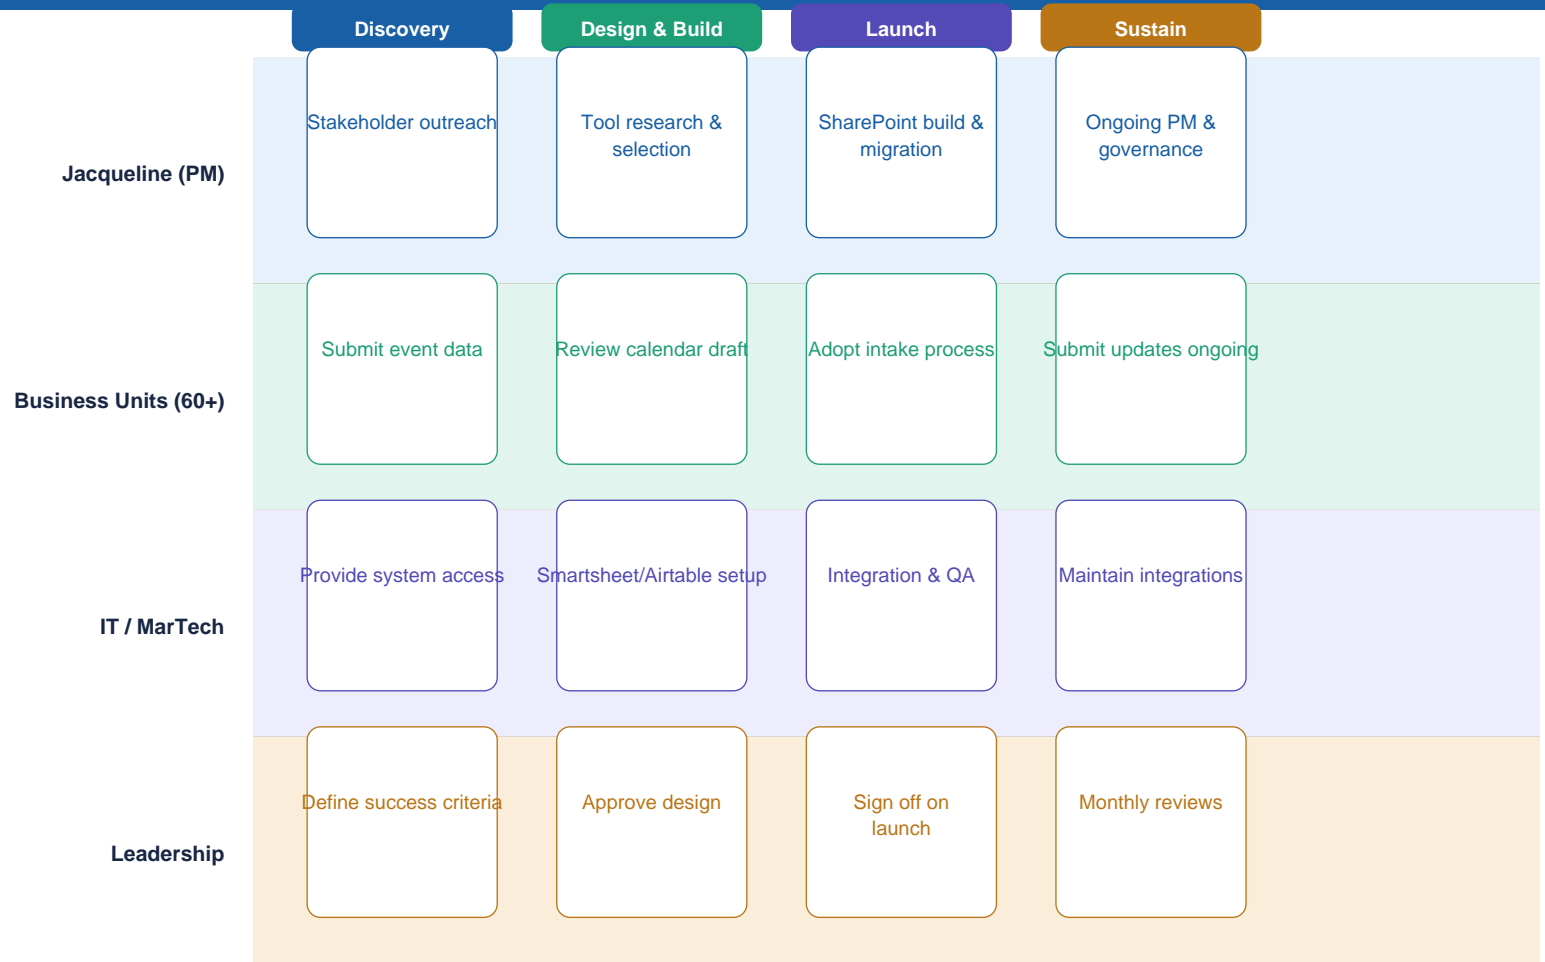 Discovery
Design & Build
Launch
Sustain
Jacqueline (PM)
Stakeholder outreach
Tool research &
selection
SharePoint build &
migration
Ongoing PM &
governance
Business Units (60+)
Submit event data
Review calendar draft
Adopt intake process
Submit updates ongoing
IT / MarTech
Provide system access
Smartsheet/Airtable setup
Integration & QA
Maintain integrations
Leadership
Define success criteria
Approve design
Sign off on
launch
Monthly reviews